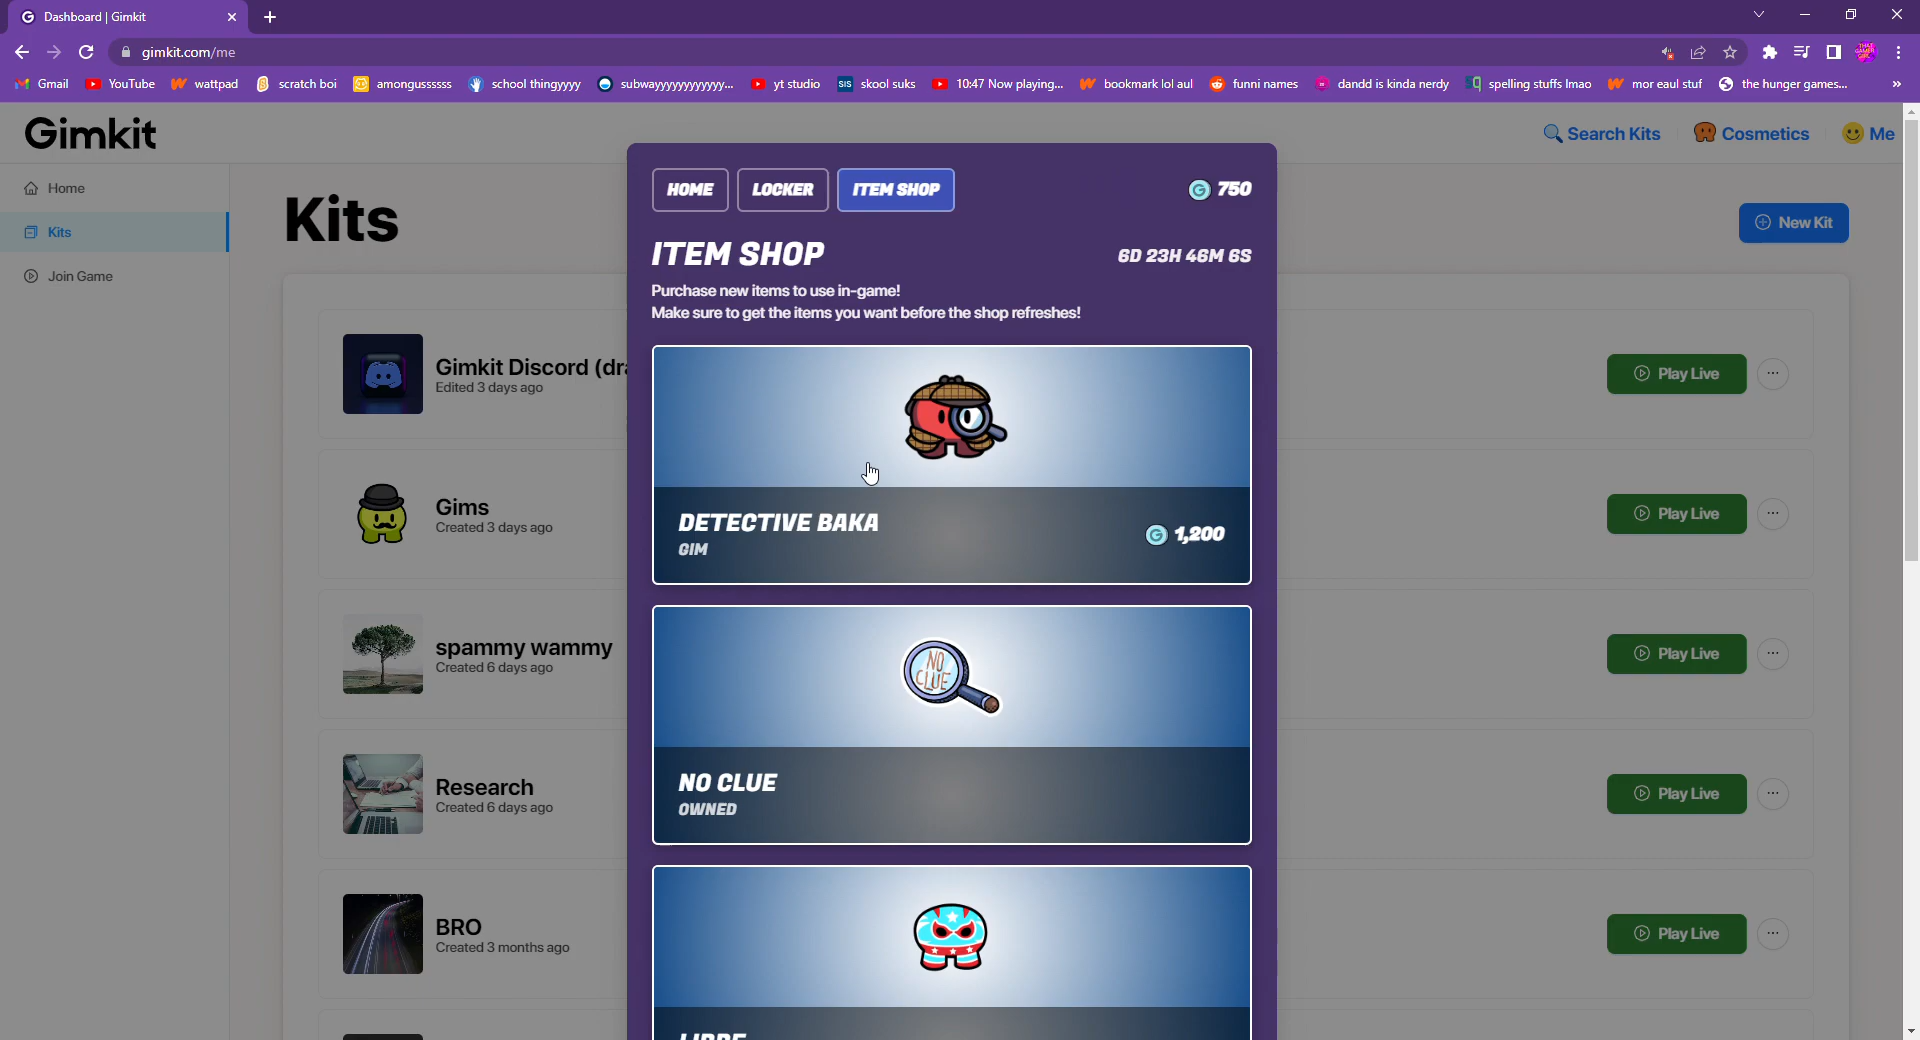 Dashboard | Gimkit
gimkit.com/me
Gmail
YouTube
wattpad
scratch boi
amongussssss
school thingyyyy
subwayyyyyyyyyyy...
yt studio
SIS
skool suks
10:47 Now playing...
bookmark lol aul
funni names
dandd is kinda nerdy
spelling stuffs lmao
mor eaul stuf
the hunger games...
»
Gimkit
Search Kits
Cosmetics
Me
Home
Kits
Join Game
Kits
New Kit
Gimkit Discord (dr
Edited 3 days ago
Play Live
Gims
Created 3 days ago
Play Live
spammy wammy
Created 6 days ago
Play Live
Research
Created 6 days ago
Play Live
BRO
Created 3 months ago
Play Live
HOME
LOCKER
ITEM SHOP
750
ITEM SHOP
6D 23H 46M 6S
Purchase new items to use in-game!
Make sure to get the items you want before the shop refreshes!
DETECTIVE BAKA
GIM
1,200
NO
CLUE
NO CLUE
OWNED